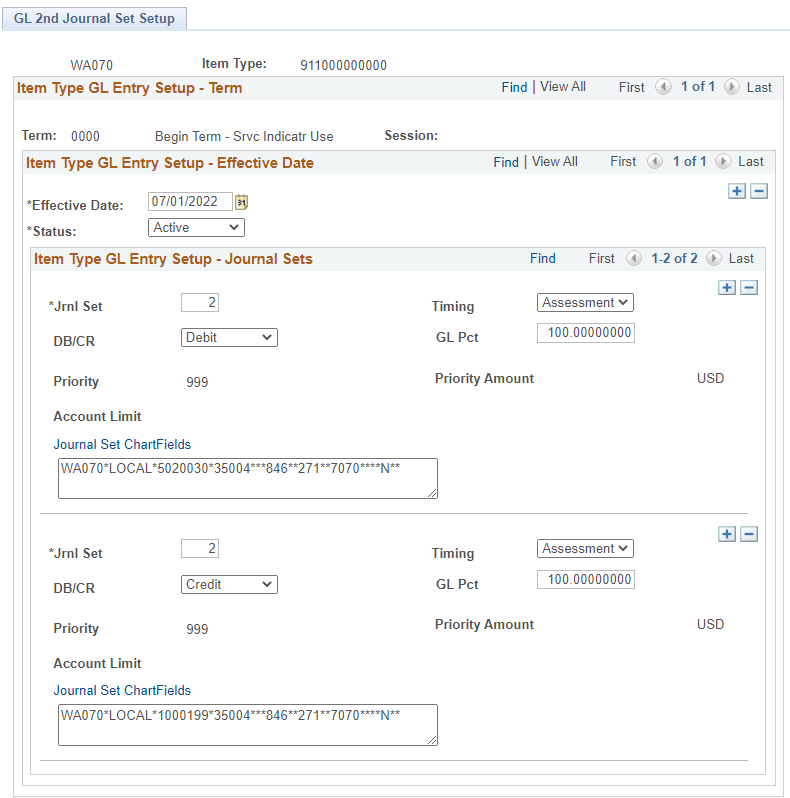 GL 2nd Journal Set Setup
WA070 Item Type: 911000000000
Item Type GL Entry Setup - Term Find | View All First 1 of 1 Last
Term: 0000 Begin Term - Srvc Indicatr Use Session:
Item Type GL Entry Setup - Effective Date Find | View All First 1 of 1 Last
*Effective Date: 07/01/2022 31
*Status: Active
Item Type GL Entry Setup - Journal Sets Find First 1-2 of 2 Last
*Jrnl Set 2 Timing Assessment
DB/CR Debit GL Pct 100.00000000
Priority 999 Priority Amount USD
Account Limit
Journal Set ChartFields
WA070*LOCAL*5020030*35004***846**271**7070****N**
*Jrnl Set 2 Timing Assessment
DB/CR Credit GL Pct 100.00000000
Priority 999 Priority Amount USD
Account Limit
Journal Set ChartFields
WA070*LOCAL*1000199*35004***846**271**7070****N**